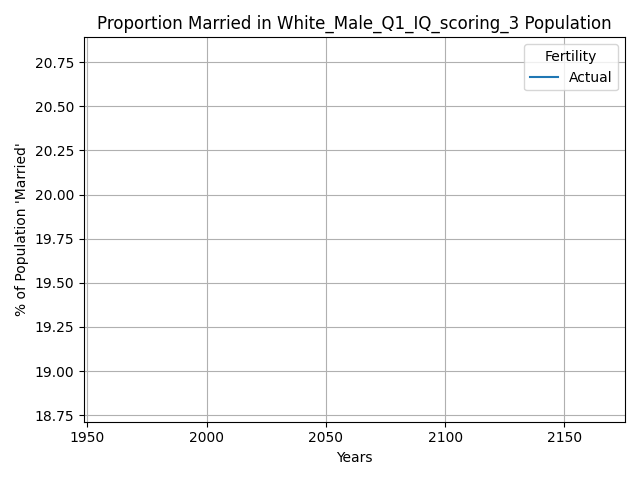 Proportion Married in White_Male_Q1_IQ_scoring_3 Population
Fertility
Actual
% of Population 'Married'
20.75
20.50
20.25
20.00
19.75
19.50
19.25
19.00
18.75
1950 2000 2050 2100 2150
Years